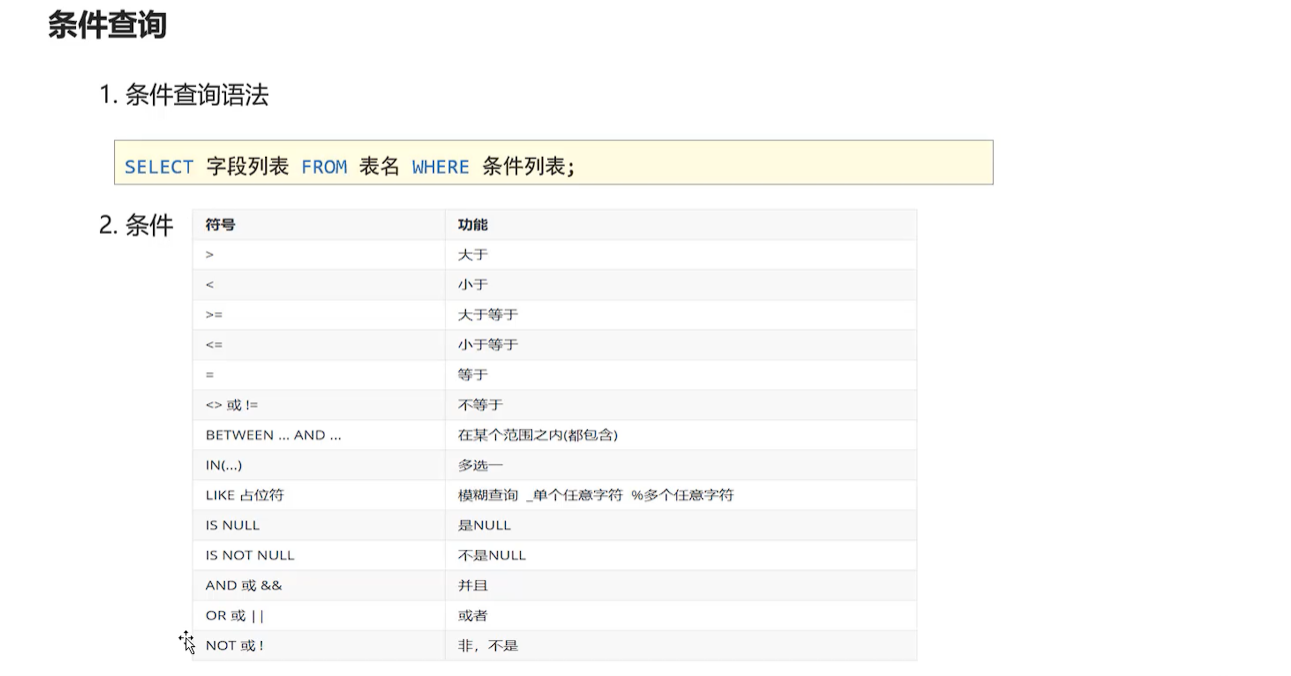 条件查询
1. 条件查询语法
SELECT 字段列表 FROM 表名 WHERE 条件列表;
2. 条件
符号 功能
> 大于
< 小于
>= 大于等于
<= 小于等于
= 等于
<> 或 != 不等于
BETWEEN ... AND ... 在某个范围之内(都包含)
IN(...) 多选一
LIKE 占位符 模糊查询 _单个任意字符 %多个任意字符
IS NULL 是NULL
IS NOT NULL 不是NULL
AND 或 && 并且
OR 或 || 或者
NOT 或 ! 非，不是